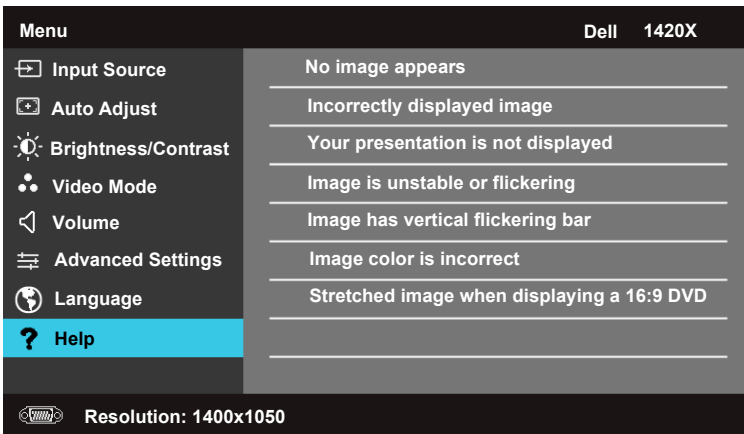 Menu
Dell 1420X
Input Source
Auto Adjust
Brightness/Contrast
Video Mode
Volume
Advanced Settings
Language
Help
No image appears
Incorrectly displayed image
Your presentation is not displayed
Image is unstable or flickering
Image has vertical flickering bar
Image color is incorrect
Stretched image when displaying a 16:9 DVD
Resolution: 1400x1050